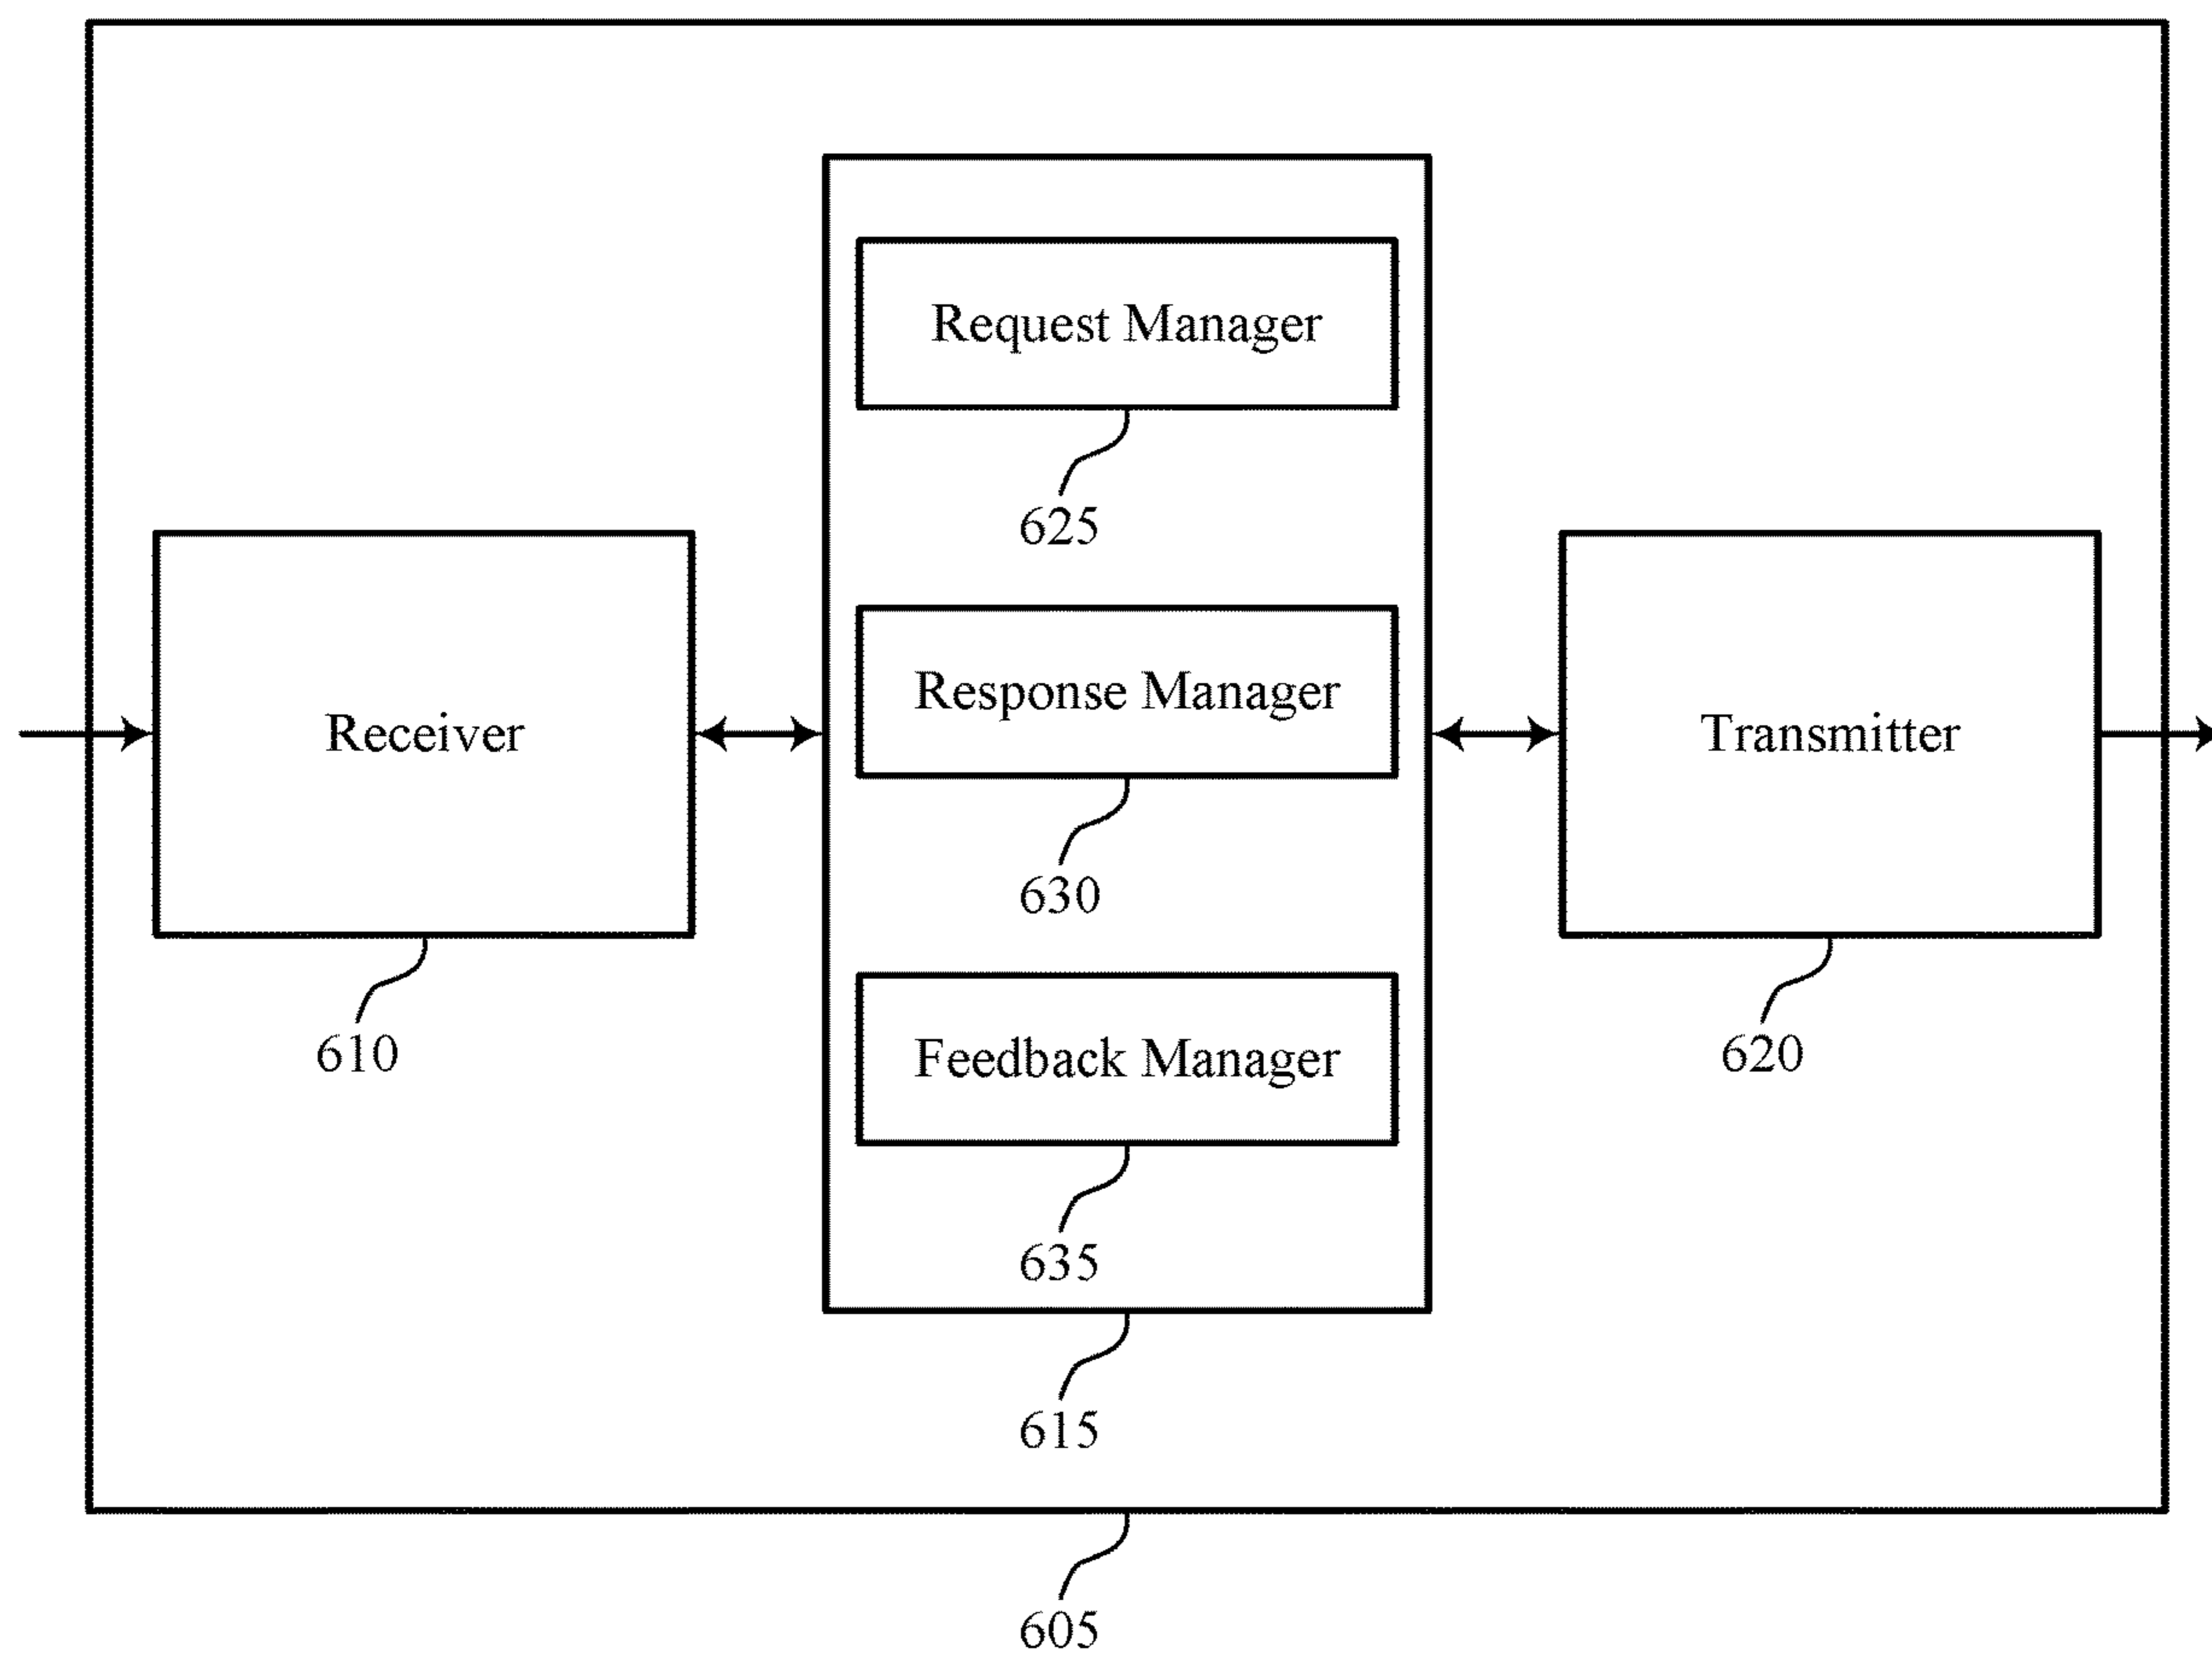 Request Manager
625
Receiver
610
Response Manager
630
Transmitter
620
Feedback Manager
635
615
605